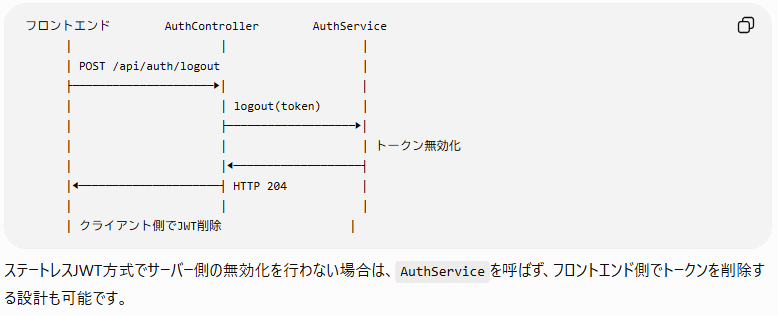 フロントエンド AuthController AuthService
POST /api/auth/logout
logout(token)
トークン無効化
HTTP 204
クライアント側でJWT削除
ステートレスJWT方式でサーバー側の無効化を行わない場合は、AuthServiceを呼ばず、フロントエンド側でトークンを削除す
る設計も可能です。